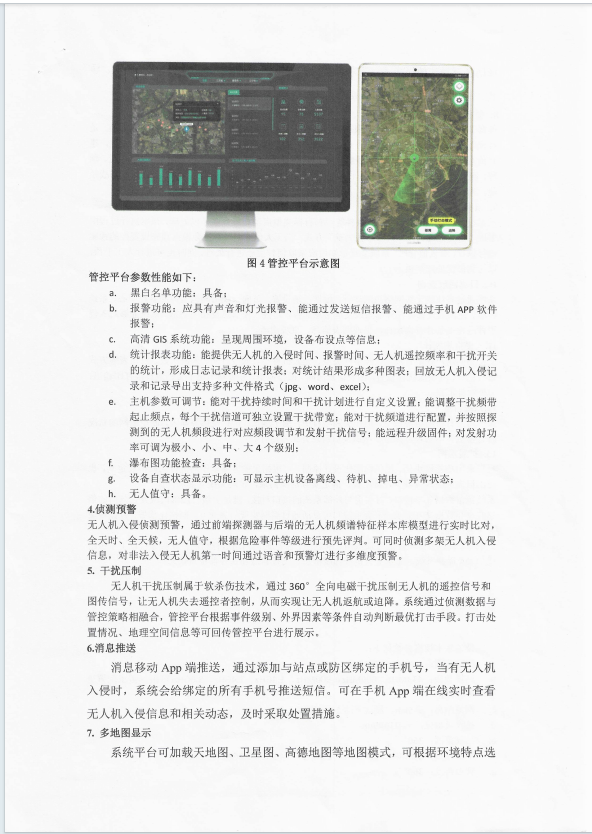 手动打击模式
图 4 管控平台示意图
管控平台参数性能如下：
a. 黑白名单功能：具备；
b. 报警功能：应具有声音和灯光报警、能通过发送短信报警、能通过手机 APP 软件
报警；
c. 高清 GIS 系统功能：呈现周围环境，设备布设点等信息；
d. 统计报表功能：能提供无人机的入侵时间、报警时间、无人机遥控频率和干扰开关
的统计，形成日志记录和统计报表；对统计结果形成多种图表；回放无人机入侵记
录和记录导出支持多种文件格式（jpg、word、excel）；
e. 主机参数可调节：能对干扰持续时间和干扰计划进行自定义设置；能调整干扰频带
起止频点，每个干扰信道可独立设置干扰带宽；能对干扰频道进行配置，并按照探
测到的无人机频段进行对应频段调节和发射干扰信号；能远程升级固件；对发射功
率可调为极小、小、中、大 4 个级别；
f. 瀑布图功能检查：具备；
g. 设备自查状态显示功能：可显示主机设备离线、待机、掉电、异常状态；
h. 无人值守：具备。
4.侦测预警
无人机入侵侦测预警，通过前端探测器与后端的无人机频谱特征样本库模型进行实时比对，
全天时、全天候，无人值守，根据危险事件等级进行预先评判。可同时侦测多架无人机入侵
信息，对非法入侵无人机第一时间通过语音和预警灯进行多维度预警。
5. 干扰压制
无人机干扰压制属于软杀伤技术，通过 360° 全向电磁干扰压制无人机的遥控信号和
图传信号，让无人机失去遥控者控制，从而实现让无人机返航或迫降。系统通过侦测数据与
管控策略相融合，管控平台根据事件级别、外界因素等条件自动判断最优打击手段。打击处
置情况、地理空间信息等可回传管控平台进行展示。
6.消息推送
消息移动 App 端推送，通过添加与站点或防区绑定的手机号，当有无人机
入侵时，系统会给绑定的所有手机号推送短信。可在手机 App 端在线实时查看
无人机入侵信息和相关动态，及时采取处置措施。
7. 多地图显示
系统平台可加载天地图、卫星图、高德地图等地图模式，可根据环境特点选